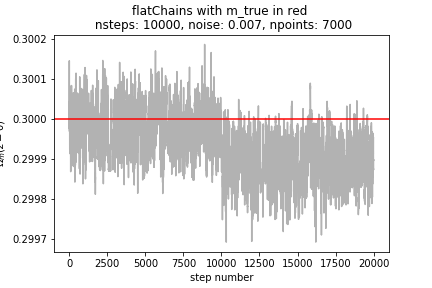 flatChains with m_true in red
nsteps: 10000, noise: 0.007, npoints: 7000
0.3002
0.3001
0.3000
0.2999
0.2998
0.2997
0 2500 5000 7500 10000 12500 15000 17500 20000
step number